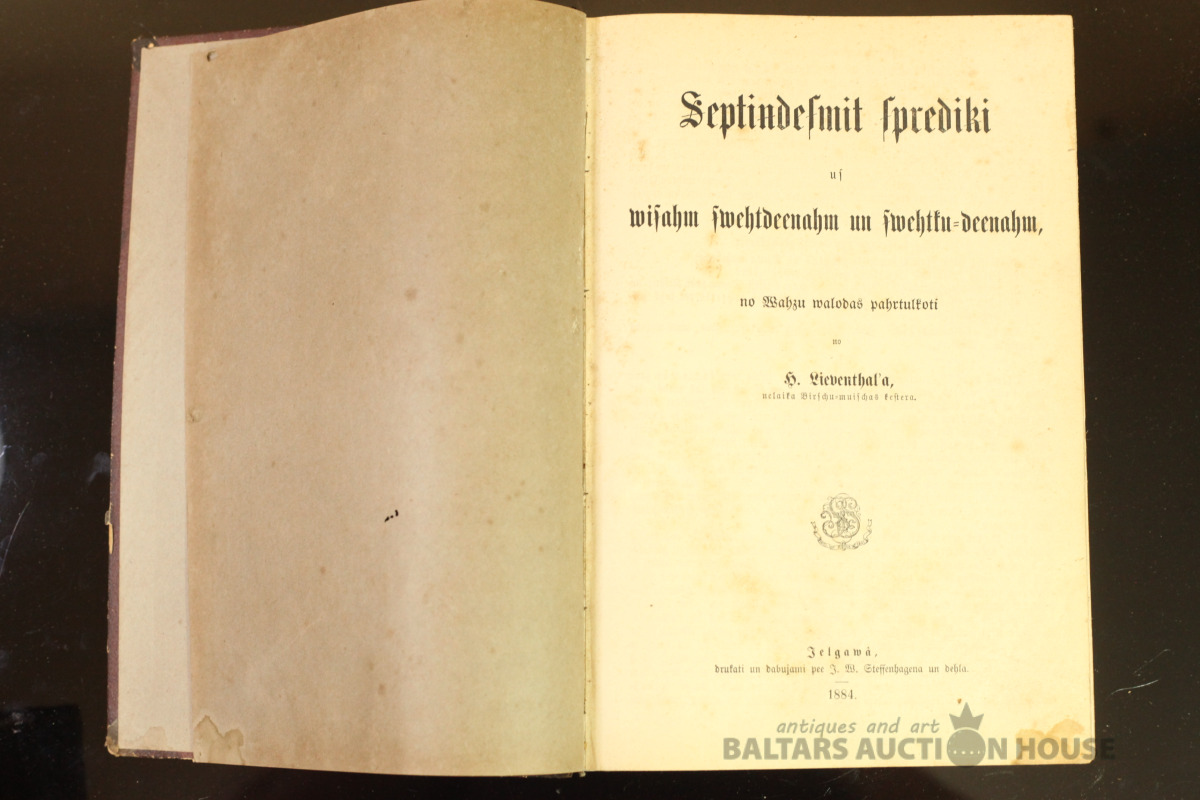 Septindeſmit ſprediki
uſ
wiſahm ſwehtdeenahm un ſwehtku-deenahm,
no Wahzu walodas pahrtulkoti
no
H. Lieventhal'a,
nelaika Birſchu-muiſchas keſtera.
Jelgawâ,
drukati un dabujami pee J. W. Steffenhagena un dehla.
1884.
antiques and art
BALTARS AUCTION HOUSE